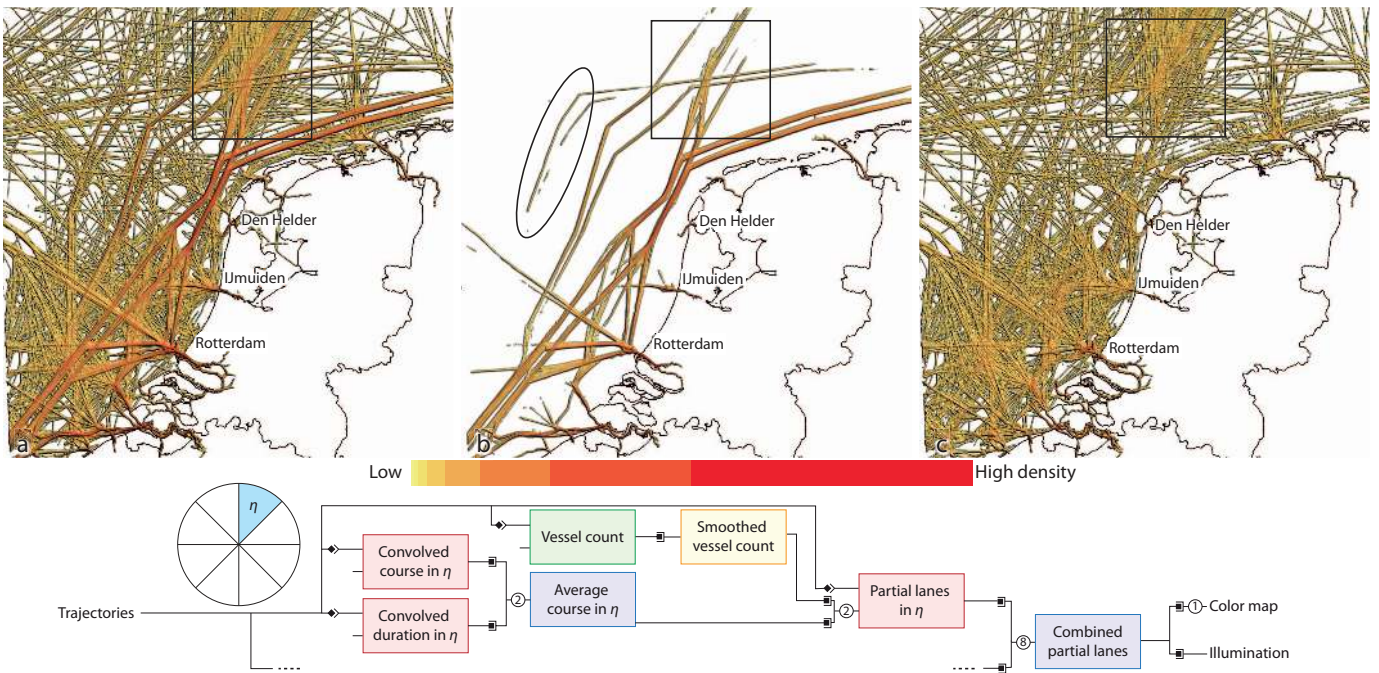 Den Helder
IJmuiden
Rotterdam
a
Den Helder
IJmuiden
Rotterdam
b
Den Helder
IJmuiden
Rotterdam
c
Low
High density
η
Vessel count
Smoothed
vessel count
Convolved
course in η
2
Average
course in η
Trajectories
Convolved
duration in η
2
Partial lanes
in η
8
Combined
partial lanes
1
Color map
Illumination